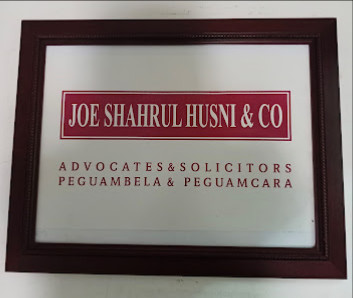 JOE SHAHRUL HUSNI & CO
ADVOCATES & SOLICITORS
PEGUAMBELA & PEGUAMCARA